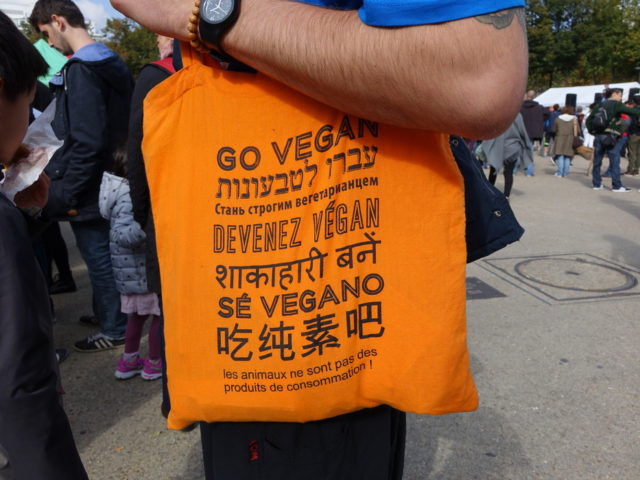 GO VEGAN
עברו לטבעונות
Стань строгим вегетарианцем
DEVENEZ VÉGAN
शाकाहारी बनें
SÉ VEGANO
吃纯素吧
les animaux ne sont pas des
produits de consommation !